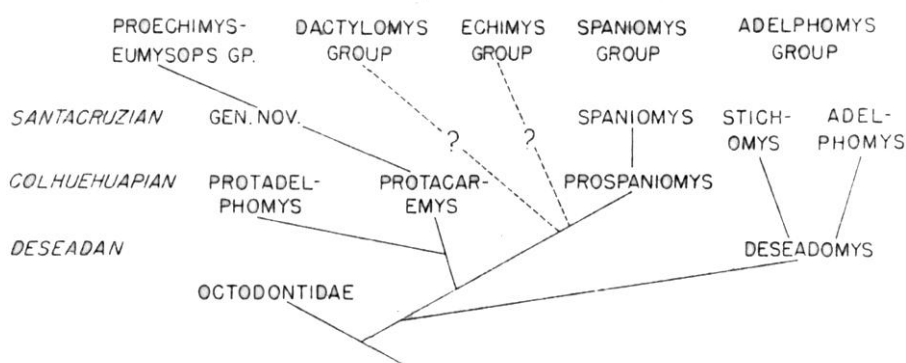 PROECHIMYS- DACTYLOMYS ECHIMYS SPANIOMYS ADELPHOMYS
EUMYSOPS GP. GROUP GROUP GROUP GROUP
SANTACRUZIAN GEN. NOV. SPANIOMYS STICH- ADEL-
OMYS PHOMYS
? ?
COLHUEHUAPIAN PROTADEL- PROTACAR- PROSPANIOMYS
PHOMYS EMYS
DESEADAN DESEADOMYS
OCTODONTIDAE